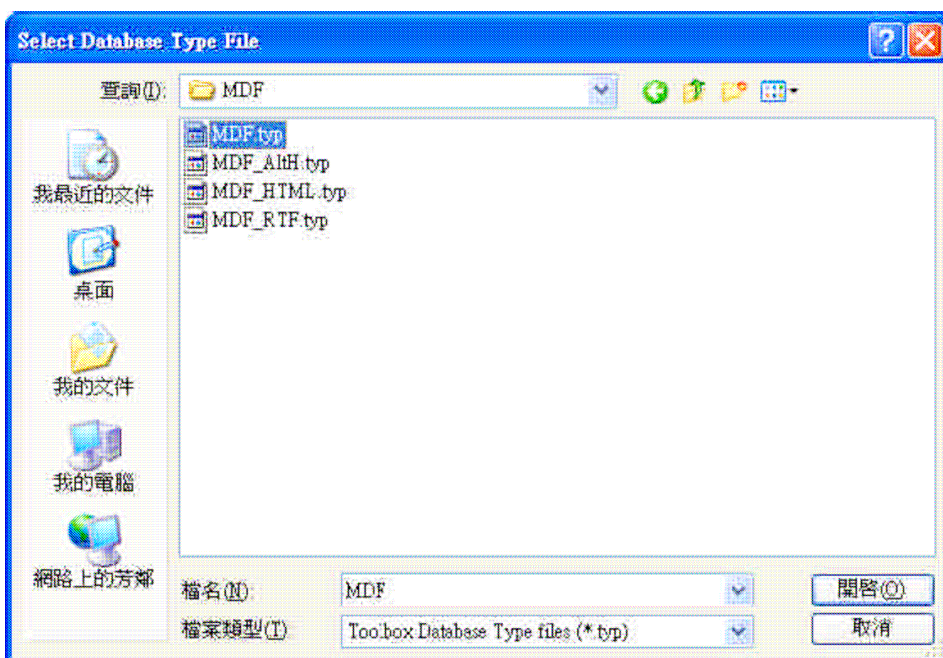 Select Database Type File
查詢(I): MDF
MDF.typ
MDF_AltH.typ
MDF_HTML.typ
MDF_RTF.typ
我最近的文件
桌面
我的文件
我的電腦
網路上的芳鄰
檔名(N): MDF 開啓(O)
檔案類型(T) Toolbox Database Type files (*.typ) 取消